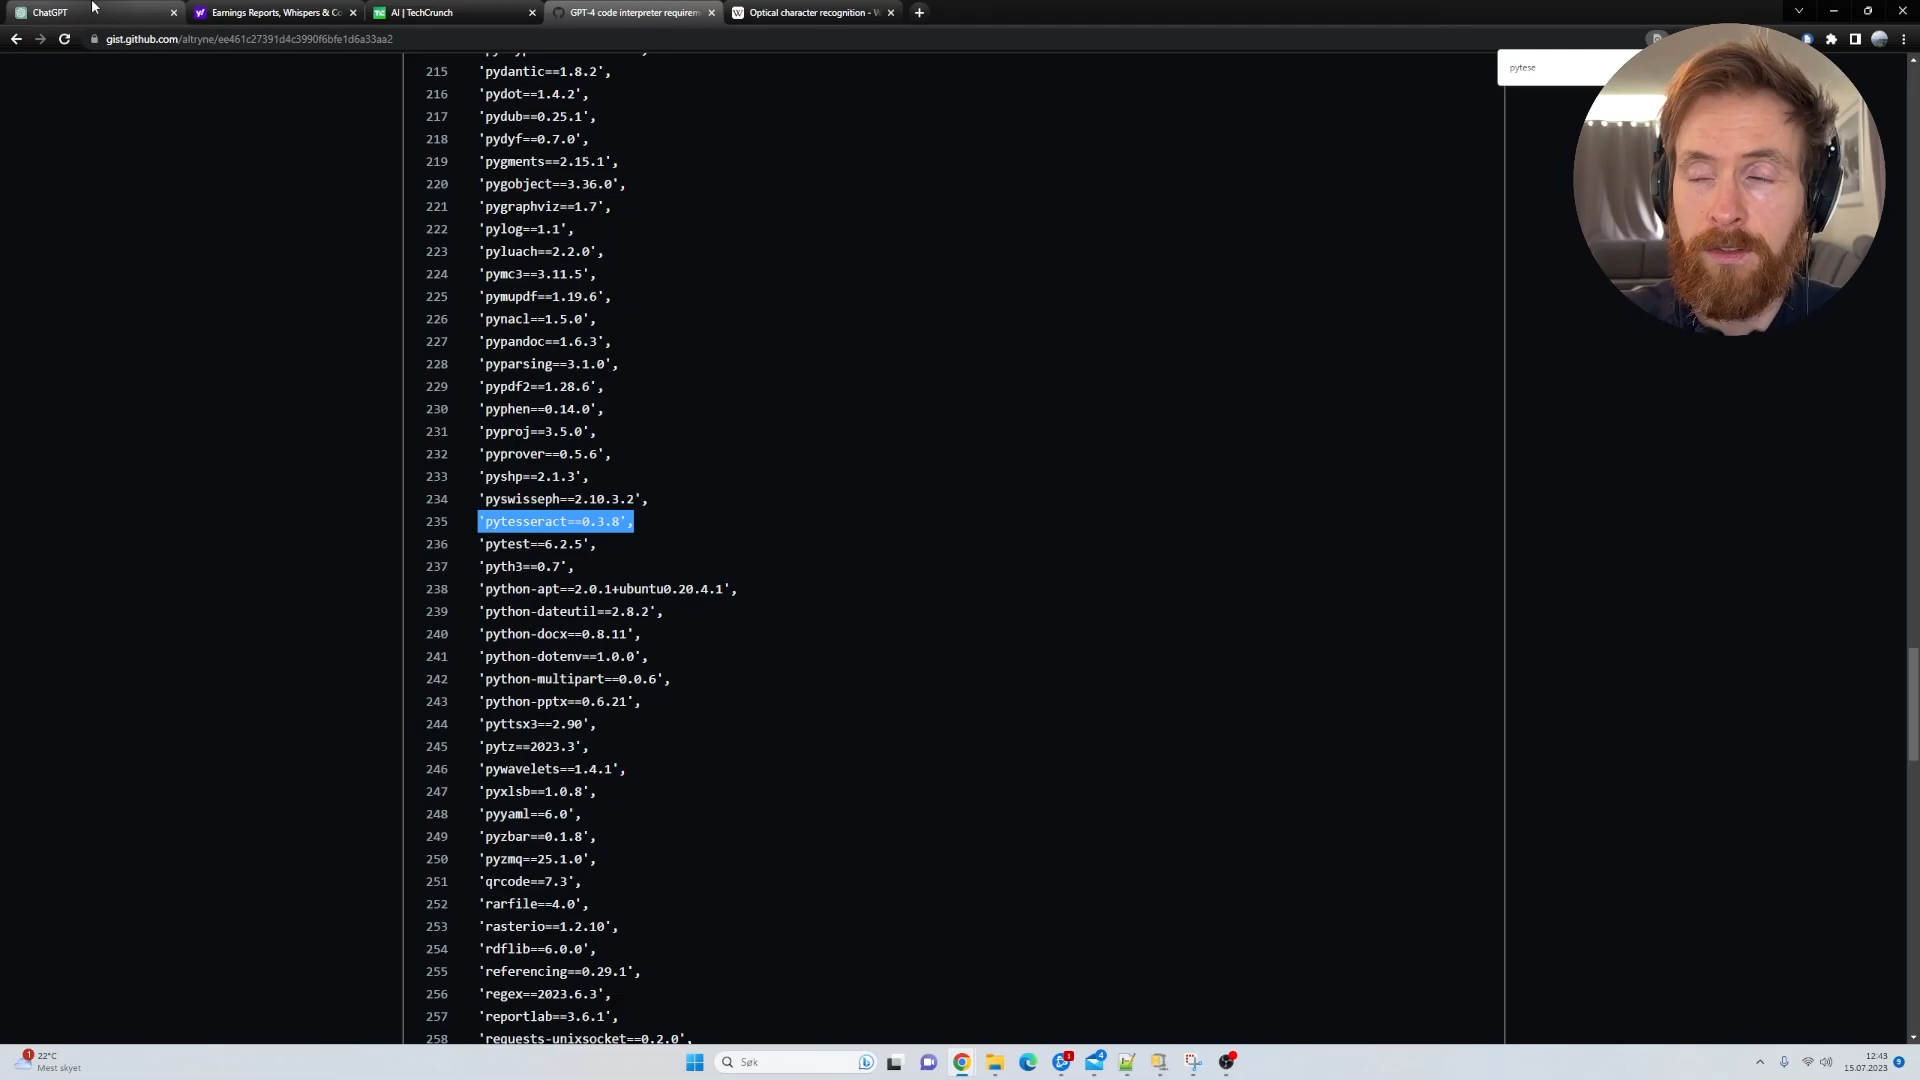 ChatGPT
Earnings Reports, Whispers & Co
AI | TechCrunch
GPT-4 code interpreter requirem
Optical character recognition - W
gist.github.com/altryne/ee461c27391d4c3990f6bfe1d6a33aa2
pytese
215 'pydantic==1.8.2',
216 'pydot==1.4.2',
217 'pydub==0.25.1',
218 'pydyf==0.7.0',
219 'pygments==2.15.1',
220 'pygobject==3.36.0',
221 'pygraphviz==1.7',
222 'pylog==1.1',
223 'pyluach==2.2.0',
224 'pymc3==3.11.5',
225 'pymupdf==1.19.6',
226 'pynacl==1.5.0',
227 'pypandoc==1.6.3',
228 'pyparsing==3.1.0',
229 'pypdf2==1.28.6',
230 'pyphen==0.14.0',
231 'pyproj==3.5.0',
232 'pyprover==0.5.6',
233 'pyshp==2.1.3',
234 'pyswisseph==2.10.3.2',
235 'pytesseract==0.3.8',
236 'pytest==6.2.5',
237 'pyth3==0.7',
238 'python-apt==2.0.1+ubuntu0.20.4.1',
239 'python-dateutil==2.8.2',
240 'python-docx==0.8.11',
241 'python-dotenv==1.0.0',
242 'python-multipart==0.0.6',
243 'python-pptx==0.6.21',
244 'pyttsx3==2.90',
245 'pytz==2023.3',
246 'pywavelets==1.4.1',
247 'pyxlsb==1.0.8',
248 'pyyaml==6.0',
249 'pyzbar==0.1.8',
250 'pyzmq==25.1.0',
251 'qrcode==7.3',
252 'rarfile==4.0',
253 'rasterio==1.2.10',
254 'rdflib==6.0.0',
255 'referencing==0.29.1',
256 'regex==2023.6.3',
257 'reportlab==3.6.1',
258 'requests-unixsocket==0.2.0',
22°C
Mest skyet
Søk
12:43
15.07.2023